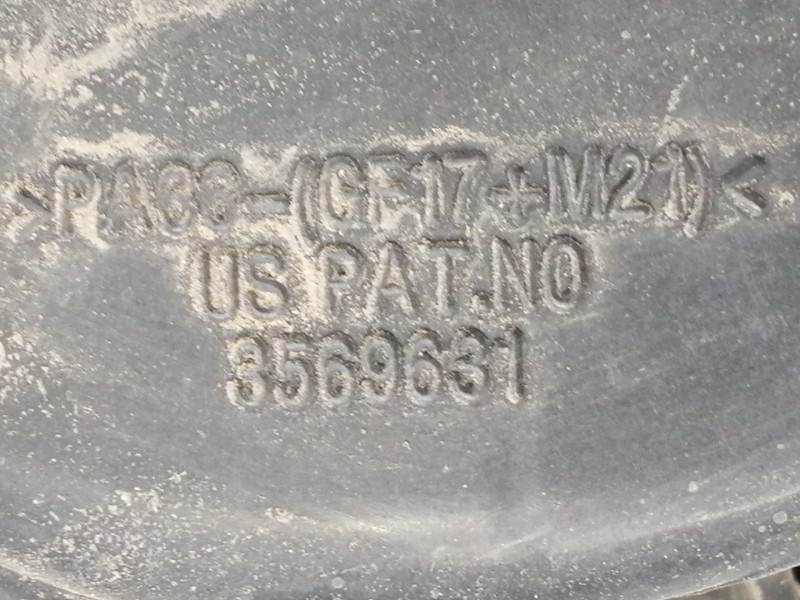 >PA66-(GF17+M21)<
US PAT.NO
3569631